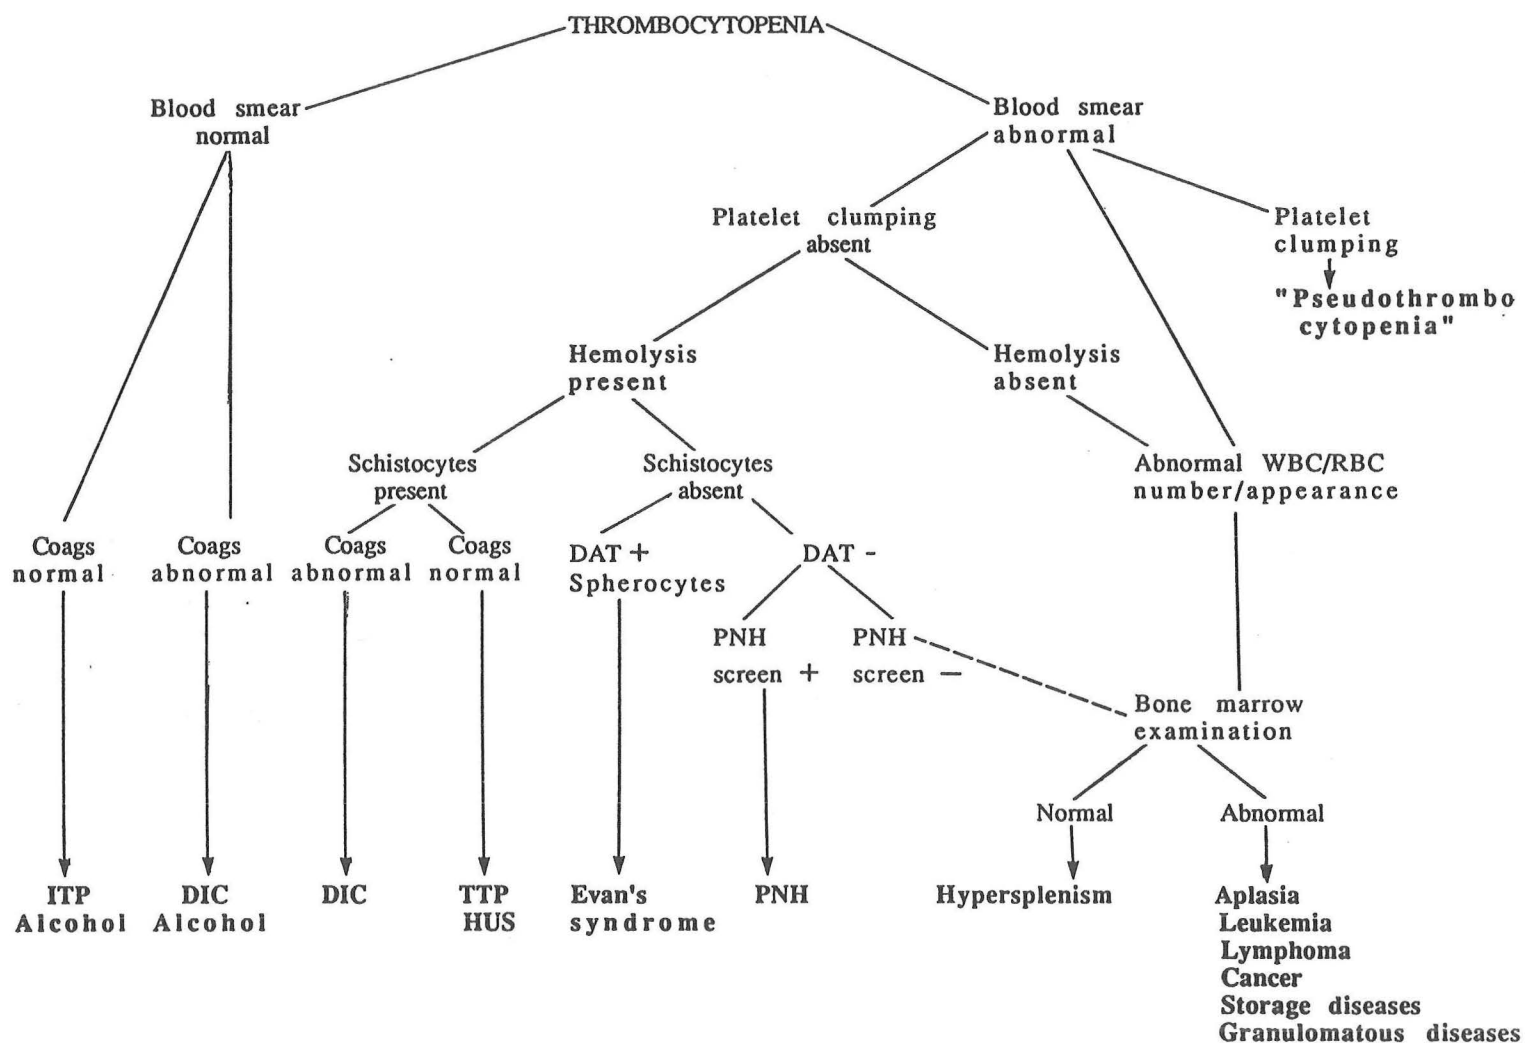 THROMBOCYTOPENIA
Blood smear
normal
Blood smear
abnormal
Platelet clumping
absent
Platelet
clumping
"Pseudothrombo
cytopenia"
Hemolysis
present
Hemolysis
absent
Schistocytes
present
Schistocytes
absent
Abnormal WBC/RBC
number/appearance
Coags
normal
Coags
abnormal
Coags
abnormal
Coags
normal
DAT +
Spherocytes
DAT -
PNH
screen +
PNH
screen —
Bone marrow
examination
Normal
Abnormal
ITP
Alcohol
DIC
Alcohol
DIC
TTP
HUS
Evan's
syndrome
PNH
Hypersplenism
Aplasia
Leukemia
Lymphoma
Cancer
Storage diseases
Granulomatous diseases